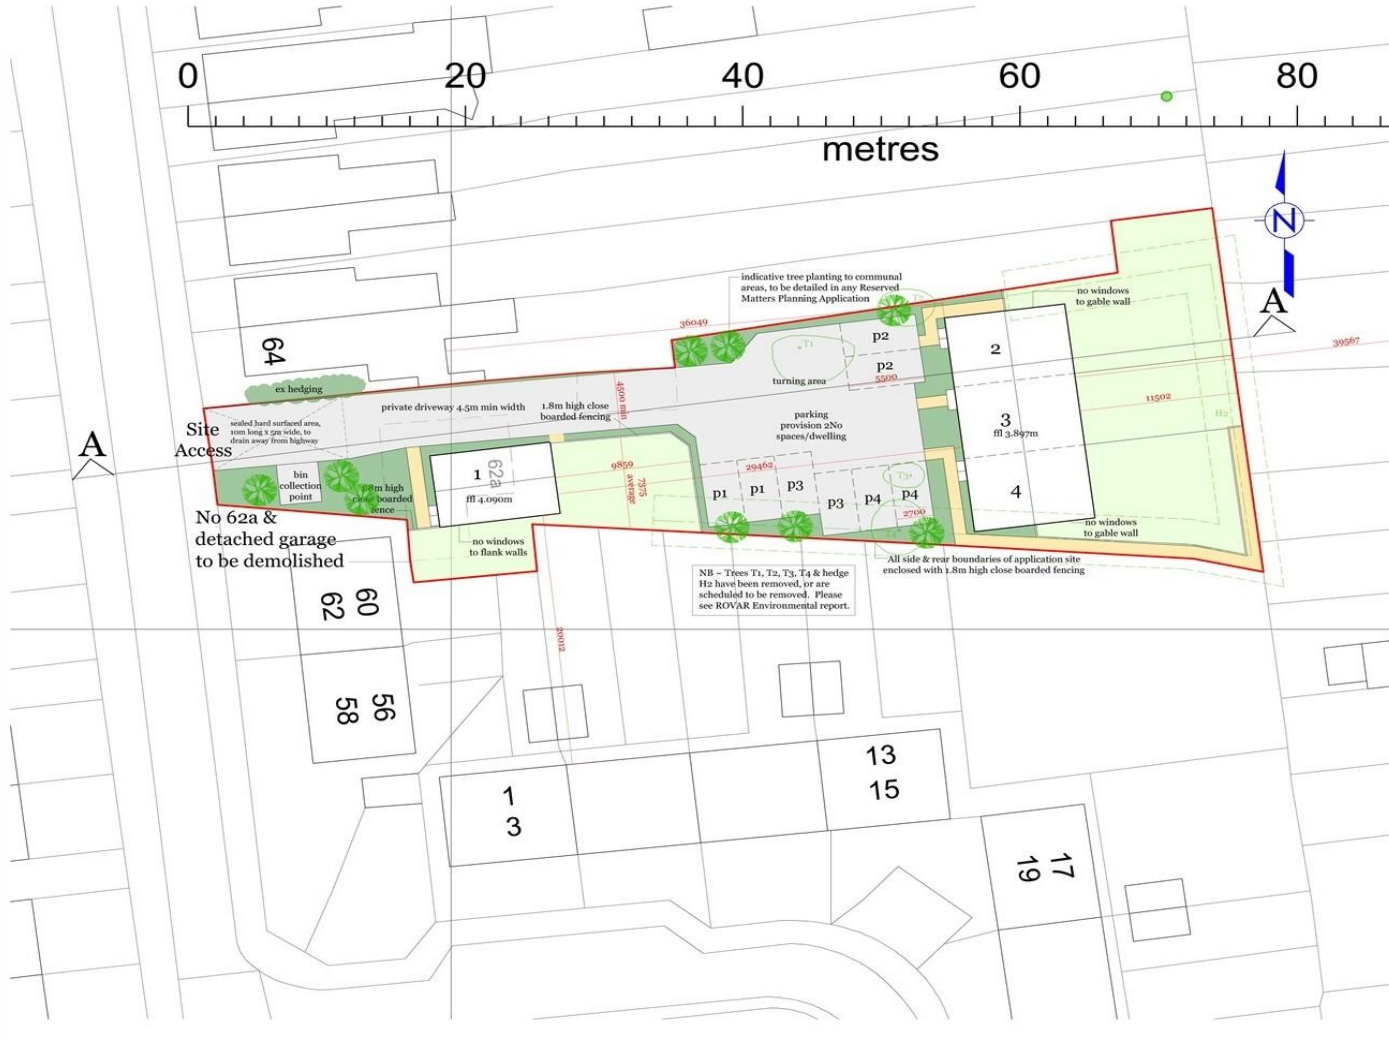 0 20 40 60 80
metres
N
A
A
indicative tree planting to communal
areas, to be detailed in any Reserved
Matters Planning Application
no windows
to gable wall
36049
39567
64
T1
p2
p2
5500
2
turning area
ex hedging
private driveway 4.5m min width
4500 min
1.8m high close
boarded fencing
11502
H2
Site
Access
sealed hard surfaced area,
10m long x 5m wide, to
drain away from highway
parking
provision 2No
spaces/dwelling
3
ffl 3.897m
bin
collection
point
1.8m high
close boarded
fence
1
62a
ffl 4.090m
9859
7375
average
29462
p1
p1
p3
p3
p4
p4
T3
2700
4
No 62a &
detached garage
to be demolished
no windows
to flank walls
no windows
to gable wall
All side & rear boundaries of application site
enclosed with 1.8m high close boarded fencing
NB ~ Trees T1, T2, T3, T4 & hedge
H2 have been removed, or are
scheduled to be removed. Please
see ROVAR Environmental report.
60
62
20012
56
58
1
3
13
15
17
19